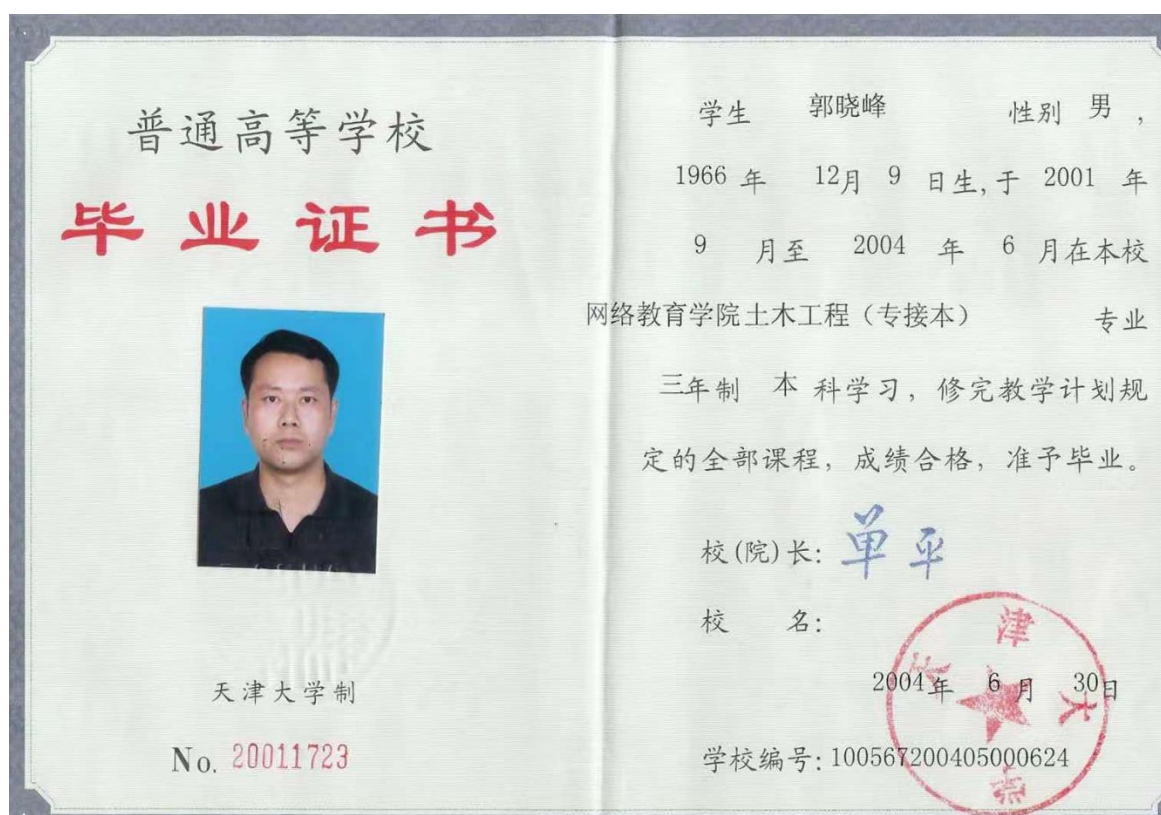 普通高等学校
毕业证书
天津大学制
No. 20011723
学生 郭晓峰 性别 男 ,
1966 年 12月 9 日生,于 2001 年
9 月至 2004 年 6 月在本校
网络教育学院土木工程（专接本） 专业
三年制 本 科学习，修完教学计划规
定的全部课程，成绩合格，准予毕业。
校(院)长: 单平
校 名:
天津大学
2004年 6月 30日
学校编号: 100567200405000624